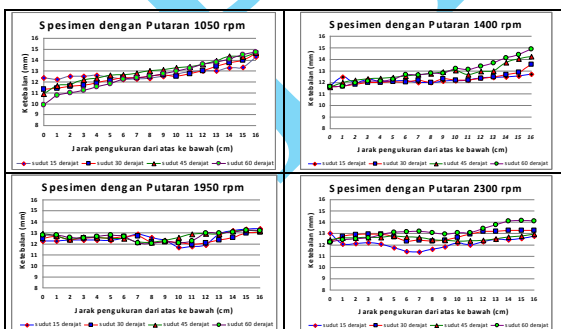 Spesimen dengan Putaran 1050 rpm
Ketebalan (mm)
16
15
14
13
12
11
10
9
8
0 1 2 3 4 5 6 7 8 9 10 11 12 13 14 15 16
Jarak pengukuran dari atas ke bawah (cm)
sudut 15 derajat sudut 30 derajat sudut 45 derajat sudut 60 derajat
Spesimen dengan Putaran 1400 rpm
Ketebalan (mm)
16
15
14
13
12
11
10
9
8
0 1 2 3 4 5 6 7 8 9 10 11 12 13 14 15 16
Jarak pengukuran dari atas ke bawah (cm)
sudut 15 derajat sudut 30 derajat sudut 45 derajat sudut 60 derajat
Spesimen dengan Putaran 1950 rpm
Ketebalan (mm)
16
15
14
13
12
11
10
9
8
0 1 2 3 4 5 6 7 8 9 10 11 12 13 14 15 16
Jarak pengukuran dari atas ke bawah (cm)
sudut 15 derajat sudut 30 derajat sudut 45 derajat sudut 60 derajat
Spesimen dengan Putaran 2300 rpm
Ketebalan (mm)
16
15
14
13
12
11
10
9
8
0 1 2 3 4 5 6 7 8 9 10 11 12 13 14 15 16
Jarak pengukuran dari atas ke bawah (cm)
sudut 15 derajat sudut 30 derajat sudut 45 derajat sudut 60 derajat